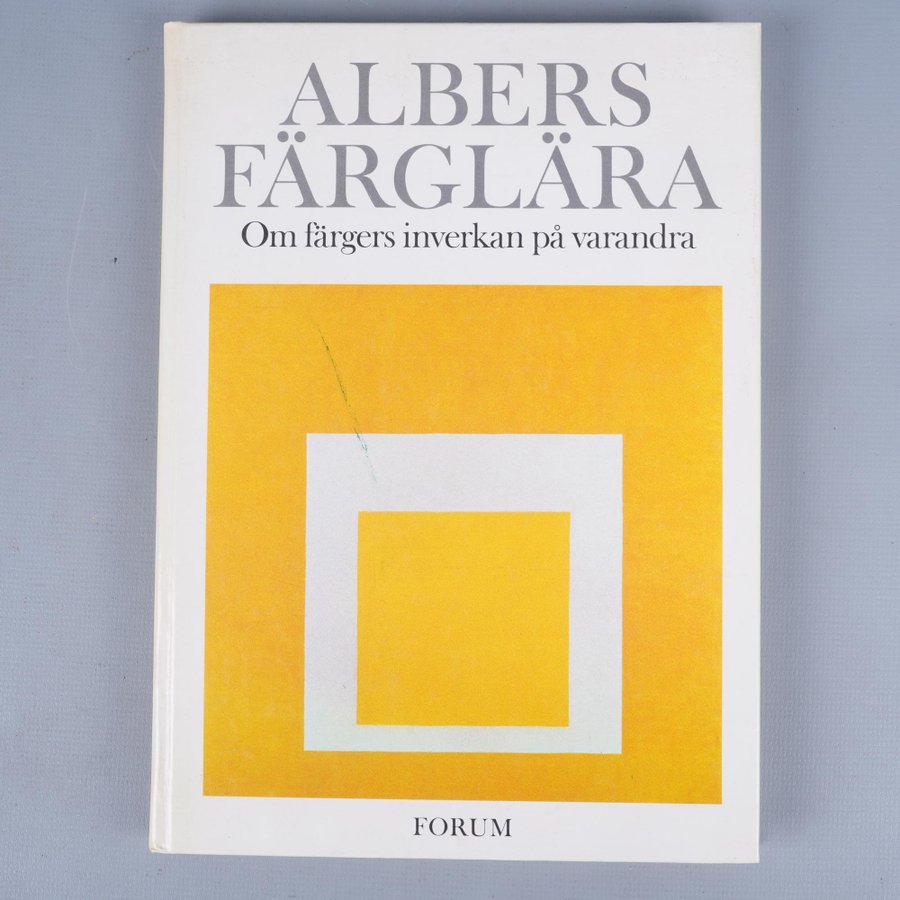 ALBERS
FÄRGLÄRA
Om färgers inverkan på varandra
FORUM